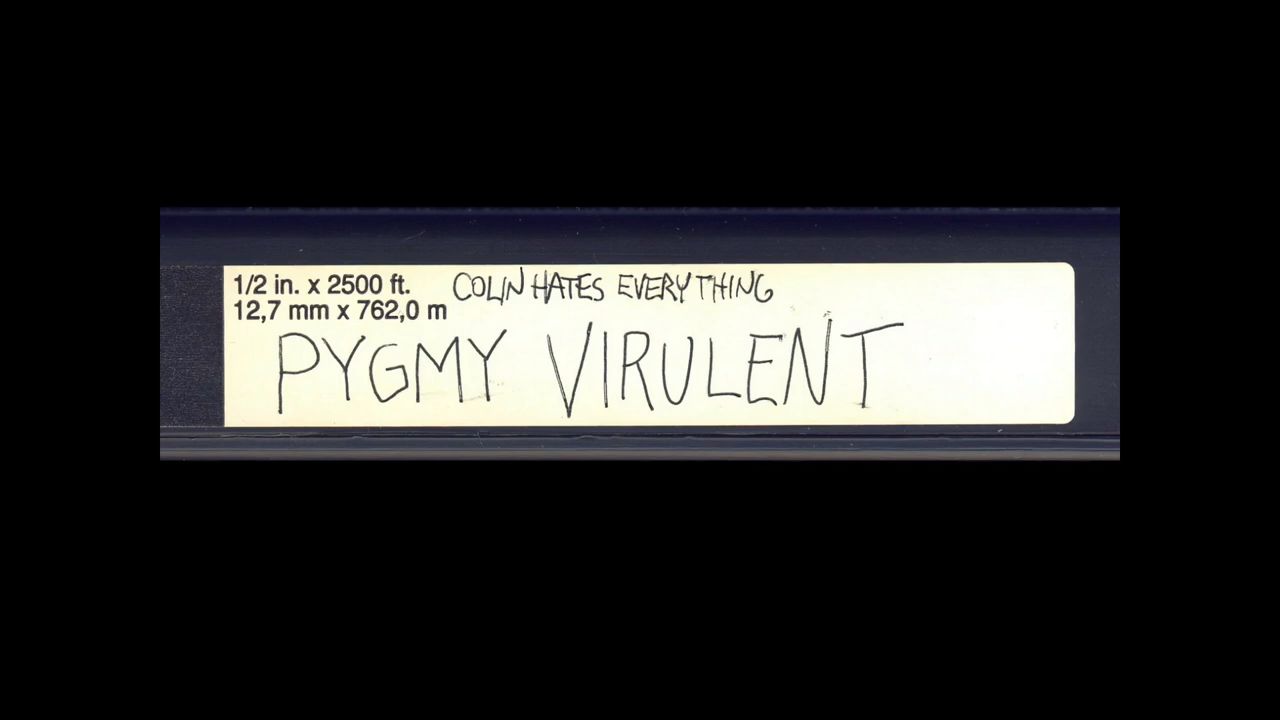 1/2 in. x 2500 ft. COLIN HATES EVERYTHING
12,7 mm x 762,0 m
PYGMY VIRULENT